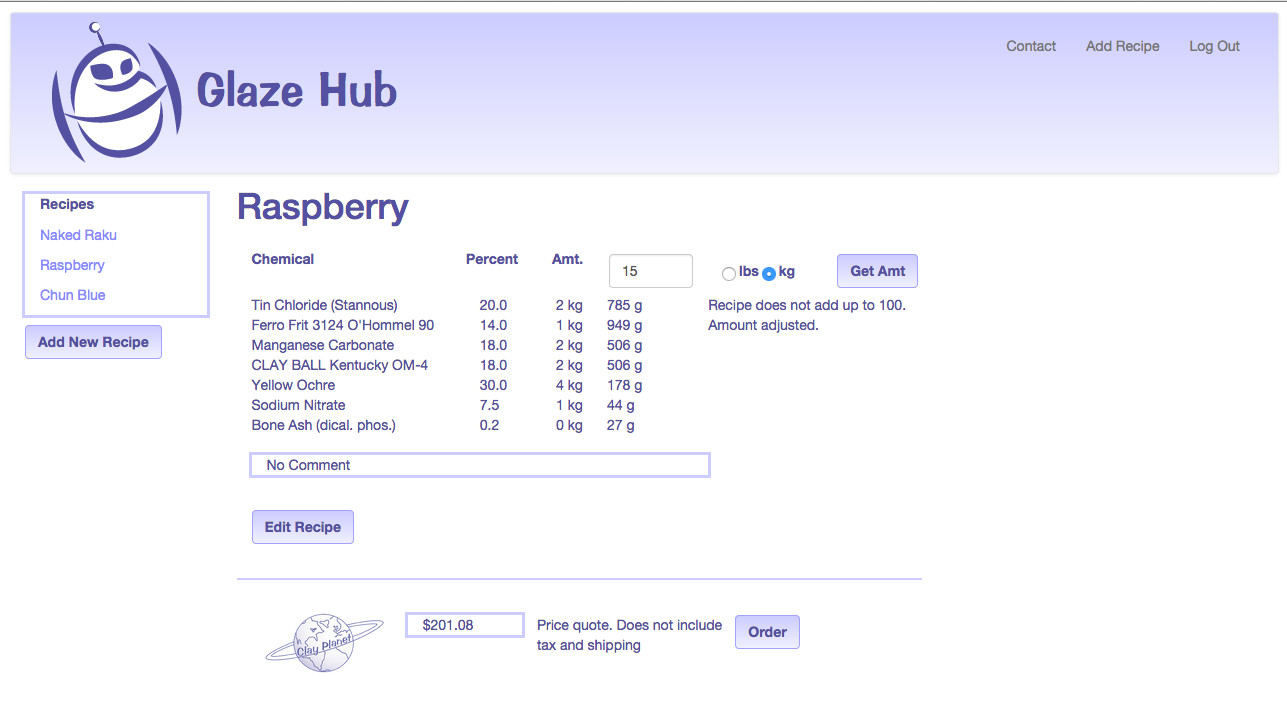 Contact Add Recipe Log Out
Glaze Hub
Recipes
Naked Raku
Raspberry
Chun Blue
Add New Recipe
Raspberry
Chemical Percent Amt. 15 lbs kg Get Amt
Tin Chloride (Stannous) 20.0 2 kg 785 g
Ferro Frit 3124 O'Hommel 90 14.0 1 kg 949 g
Manganese Carbonate 18.0 2 kg 506 g
CLAY BALL Kentucky OM-4 18.0 2 kg 506 g
Yellow Ochre 30.0 4 kg 178 g
Sodium Nitrate 7.5 1 kg 44 g
Bone Ash (dical. phos.) 0.2 0 kg 27 g
Recipe does not add up to 100.
Amount adjusted.
No Comment
Edit Recipe
Clay Planet
$201.08
Price quote. Does not include
tax and shipping
Order